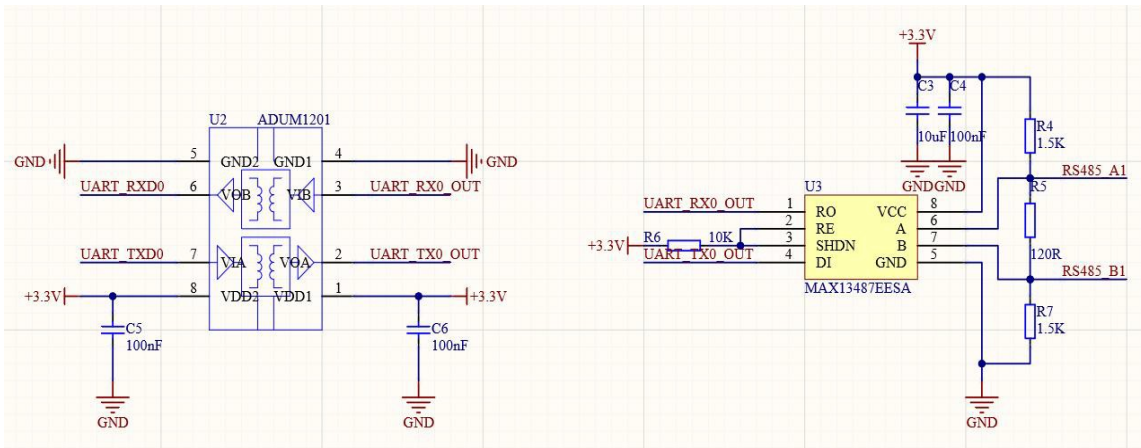 U2 ADUM1201
GND 5 GND2 GND1 4 GND
UART_RXD0 6 VOB VIB 3 UART_RX0_OUT
UART_TXD0 7 VIA VOA 2 UART_TX0_OUT
+3.3V 8 VDD2 VDD1 1 +3.3V
C5
100nF
C6
100nF
GND
GND
+3.3V
C3 C4
10uF 100nF
GND GND
R4
1.5K
RS485_A1
R5
120R
RS485_B1
R7
1.5K
U3
UART_RX0_OUT 1 RO VCC 8
2 RE A 6
+3.3V R6 10K 3 SHDN B 7
UART_TX0_OUT 4 DI GND 5
MAX13487EESA
GND